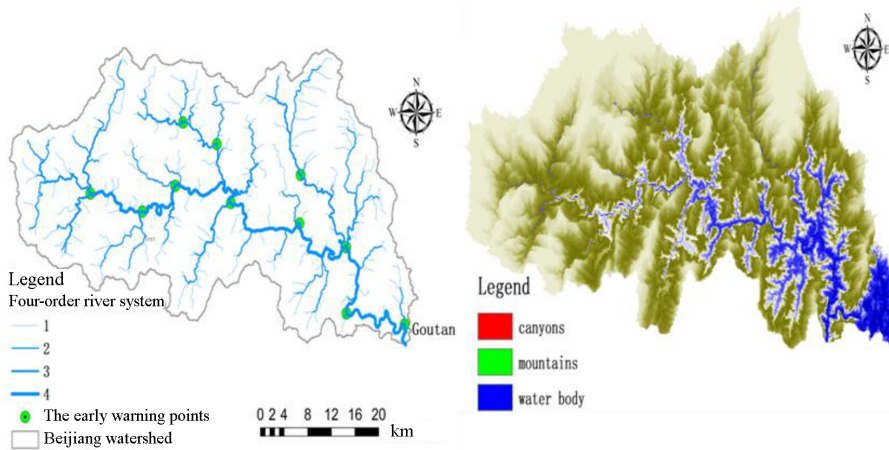 N
W E
S
Goutan
Legend
Four-order river system
1
2
3
4
The early warning points
Beijiang watershed
0 2 4 8 12 16 20
km
N
W E
S
Legend
canyons
mountains
water body